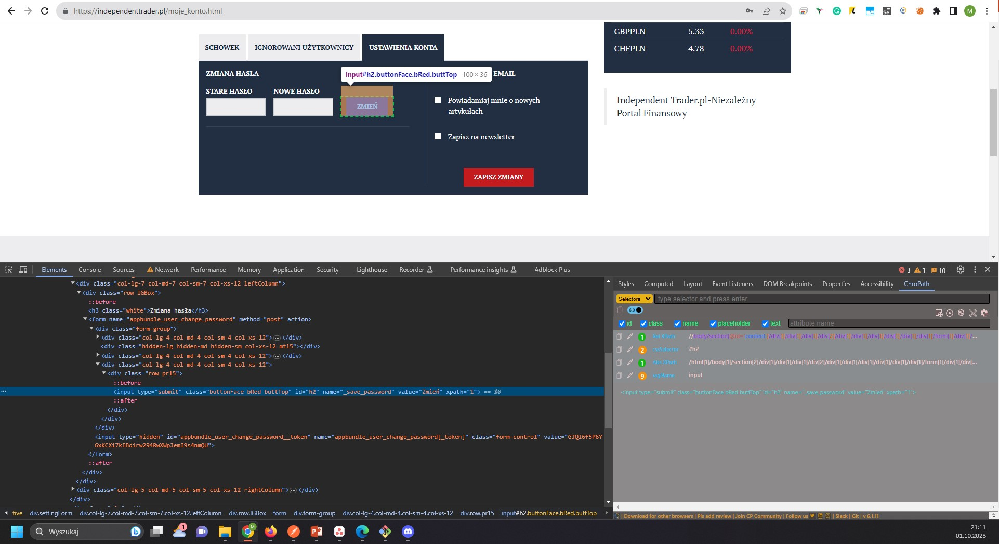 https://independenttrader.pl/moje_konto.html
M
GBPPLN 5.33 0.00%
CHFPLN 4.78 0.00%
SCHOWEK
IGNOROWANI UŻYTKOWNICY
USTAWIENIA KONTA
ZMIANA HASŁA
input#h2.buttonFace.bRed.buttTop 100 × 36
EMAIL
STARE HASŁO
NOWE HASŁO
ZMIEŃ
Powiadamiaj mnie o nowych
artykułach
Zapisz na newsletter
ZAPISZ ZMIANY
Independent Trader.pl-Niezależny
Portal Finansowy
Elements Console Sources Network Performance Memory Application Security Lighthouse Recorder Performance insights Adblock Plus 3 1 10
<div class="col-lg-7 col-md-7 col-sm-7 col-xs-12 leftColumn">
<div class="row lGBox">
::before
<h3 class="white">Zmiana hasła</h3>
<form name="appbundle_user_change_password" method="post" action>
<div class="form-group">
<div class="col-lg-4 col-md-4 col-sm-4 col-xs-12">…</div>
<div class="hidden-lg hidden-md hidden-sm col-xs-12 mt15"></div>
<div class="col-lg-4 col-md-4 col-sm-4 col-xs-12">…</div>
<div class="col-lg-4 col-md-4 col-sm-4 col-xs-12">
<div class="row pr15">
::before
<input type="submit" class="buttonFace bRed buttTop" id="h2" name="_save_password" value="Zmień" xpath="1"> == $0
::after
</div>
</div>
</div>
<input type="hidden" id="appbundle_user_change_password__token" name="appbundle_user_change_password[_token]" class="form-control" value="GJQl6f5P6Y
GxKCXi7kIBdirw294RwXWpJemI9s4nmQU">
</form>
::after
</div>
</div>
<div class="col-lg-5 col-md-5 col-sm-5 col-xs-12 rightColumn">…</div>
</div>
tive div.settingForm div.col-lg-7.col-md-7.col-sm-7.col-xs-12.leftColumn div.row.lGBox form div.form-group div.col-lg-4.col-md-4.col-sm-4.col-xs-12 div.row.pr15 input#h2.buttonFace.bRed.buttTop
Styles Computed Layout Event Listeners DOM Breakpoints Properties Accessibility ChroPath
Selectors type selector and press enter
6.0
id class name placeholder text attribute name
1 Rel XPath //body/section[@id='content']/div[1]/div[1]/div[1]/div[2]/div[1]/div[1]/div[1]/div[1]/div[1]/form[1]/div[1]/...
2 cssSelector #h2
1 Abs XPath /html[1]/body[1]/section[2]/div[1]/div[1]/div[1]/div[2]/div[1]/div[1]/div[1]/div[1]/div[1]/form[1]/div[1]/div[...
9 tagName input
<input type="submit" class="buttonFace bRed buttTop" id="h2" name="_save_password" value="Zmień" xpath="1">
| Download for other browsers | Pls add review | Join CP Community | Follow us | Slack | Git | v 6.1.11
Wyszukaj
1
M
21:11
01.10.2023